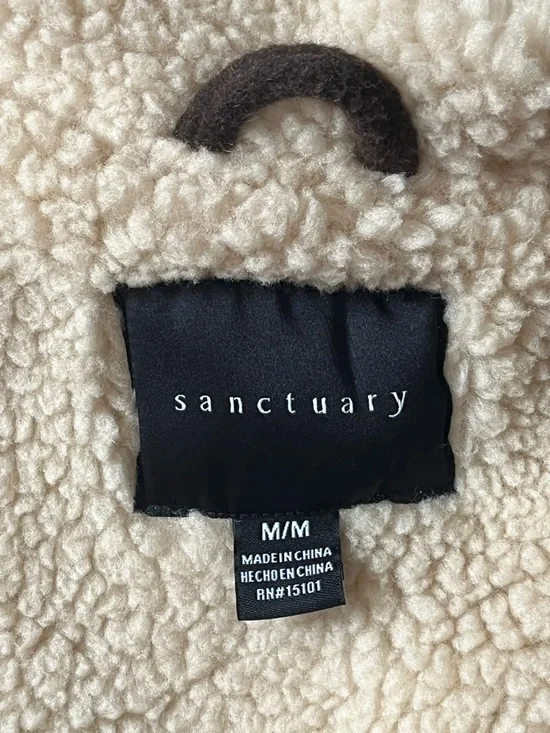 sanctuary
M/M
MADE IN CHINA
HECHO EN CHINA
RN#15101